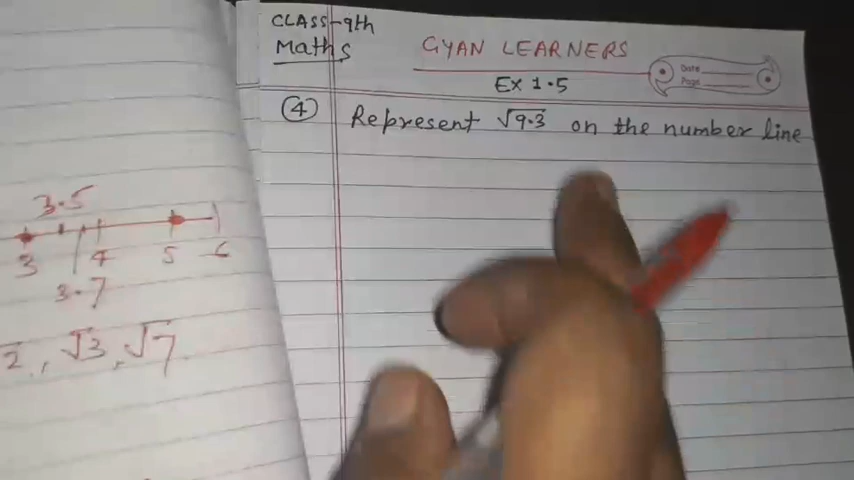 CLASS-9th
Maths
GYAN LEARNERS
Date
Page
Ex 1.5
④ Represent √9.3 on the number line
3.5
3 4 5 6
3.7
2, √3, √7